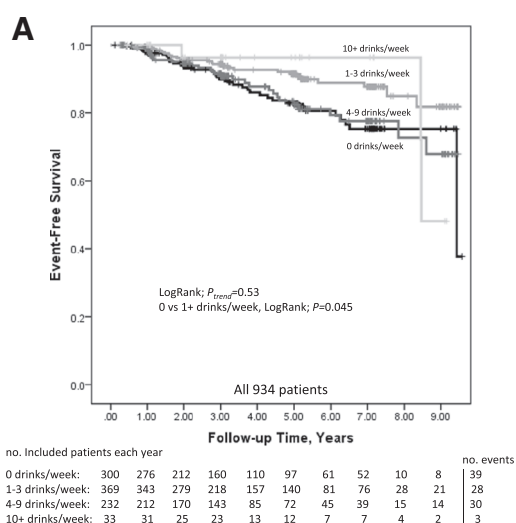 A
1.0
0.8
0.6
0.4
0.2
0.0
Event-Free Survival
10+ drinks/week
1-3 drinks/week
4-9 drinks/week
0 drinks/week
LogRank; Ptrend=0.53
0 vs 1+ drinks/week, LogRank; P=0.045
All 934 patients
.00 1.00 2.00 3.00 4.00 5.00 6.00 7.00 8.00 9.00
Follow-up Time, Years
no. Included patients each year no. events
0 drinks/week: 300 276 212 160 110 97 61 52 10 8 39
1-3 drinks/week: 369 343 279 218 157 140 81 76 28 21 28
4-9 drinks/week: 232 212 170 143 85 72 45 39 15 14 30
10+ drinks/week: 33 31 25 23 13 12 7 7 4 2 3